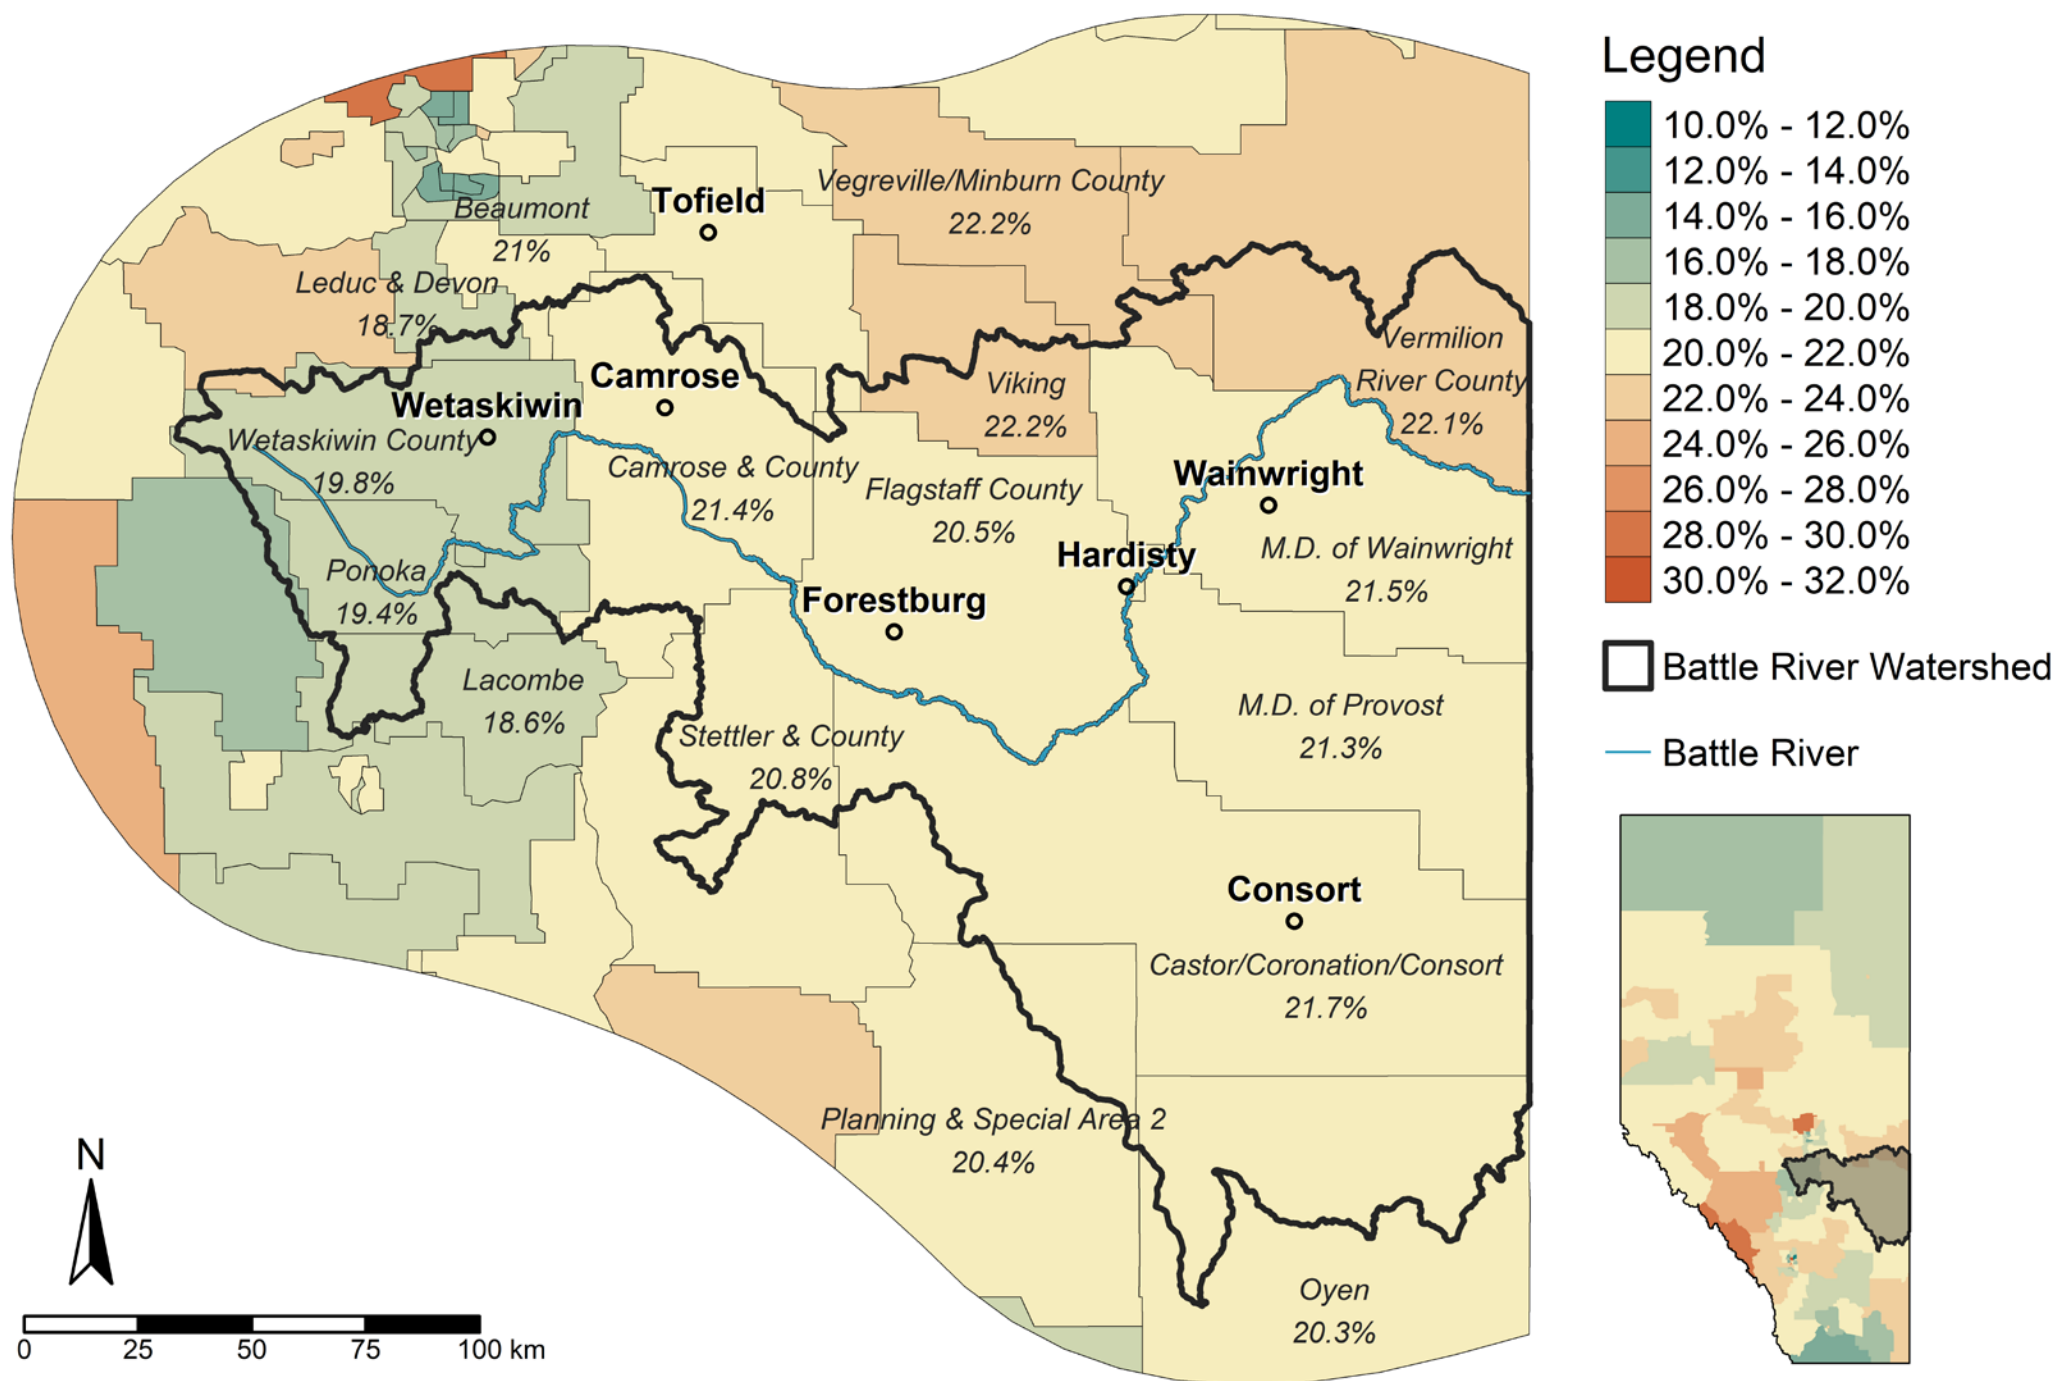 Legend
10.0% - 12.0%
12.0% - 14.0%
14.0% - 16.0%
16.0% - 18.0%
18.0% - 20.0%
20.0% - 22.0%
22.0% - 24.0%
24.0% - 26.0%
26.0% - 28.0%
28.0% - 30.0%
30.0% - 32.0%
Battle River Watershed
Battle River
Vegreville/Minburn County
22.2%
Tofield
Beaumont
21%
Leduc & Devon
18.7%
Vermilion
River County
22.1%
Camrose
Viking
22.2%
Wetaskiwin
Wetaskiwin County
19.8%
Camrose & County
21.4%
Flagstaff County
20.5%
Wainwright
M.D. of Wainwright
21.5%
Hardisty
Ponoka
19.4%
Forestburg
Lacombe
18.6%
Stettler & County
20.8%
M.D. of Provost
21.3%
Consort
Castor/Coronation/Consort
21.7%
Planning & Special Area 2
20.4%
Oyen
20.3%
N
0 25 50 75 100 km